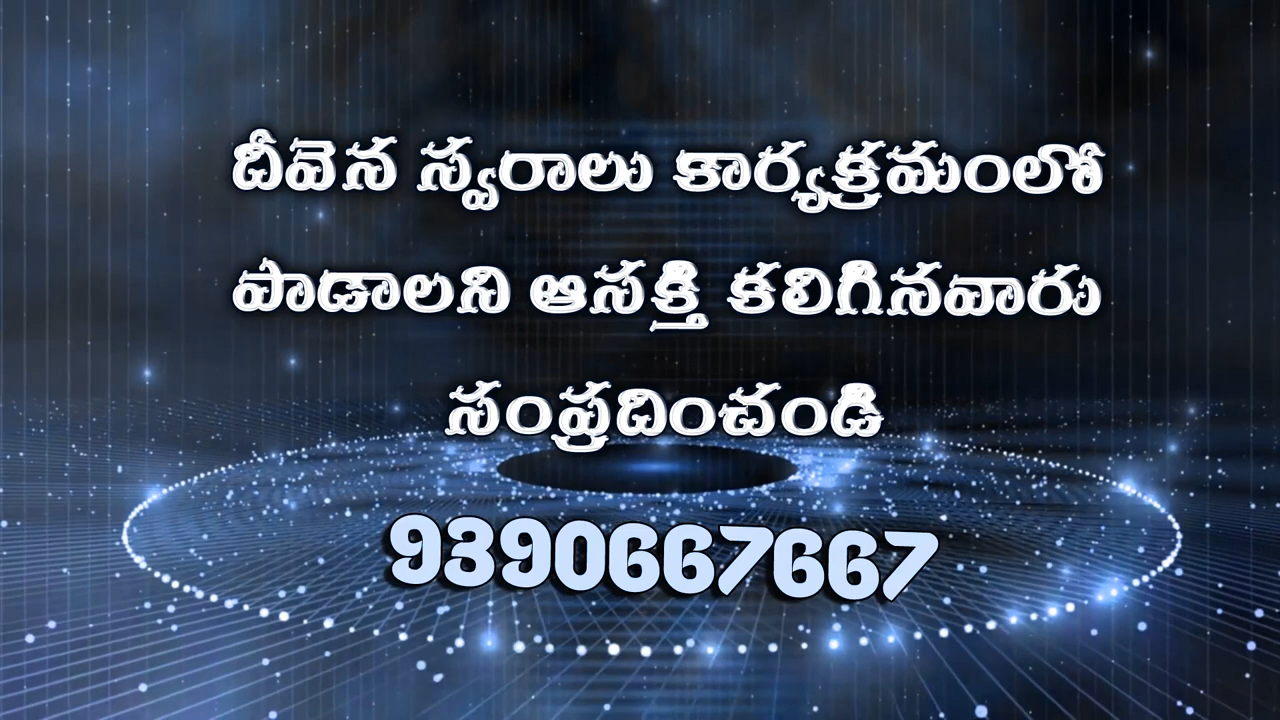 దీవెన స్వరాలు కార్యక్రమంలో
పాడాలని ఆసక్తి కలిగినవారు
సంప్రదించండి
9390667667